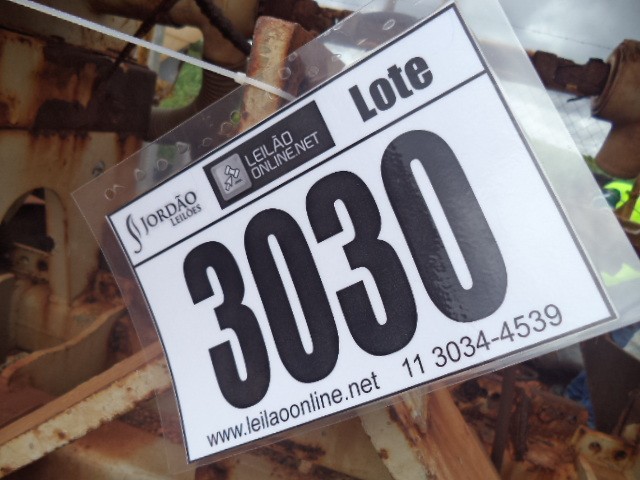 JORDÃO
LEILÕES
LEILÃO
ONLINE.NET
Lote
3030
www.leilaoonline.net 11 3034-4539